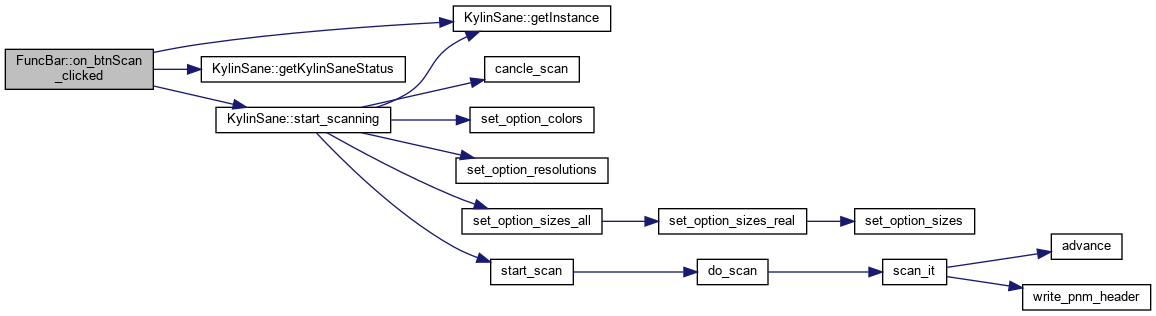 FuncBar::on_btnScan
_clicked
KylinSane::getInstance
KylinSane::getKylinSaneStatus
KylinSane::start_scanning
cancle_scan
set_option_colors
set_option_resolutions
set_option_sizes_all
set_option_sizes_real
set_option_sizes
start_scan
do_scan
scan_it
advance
write_pnm_header